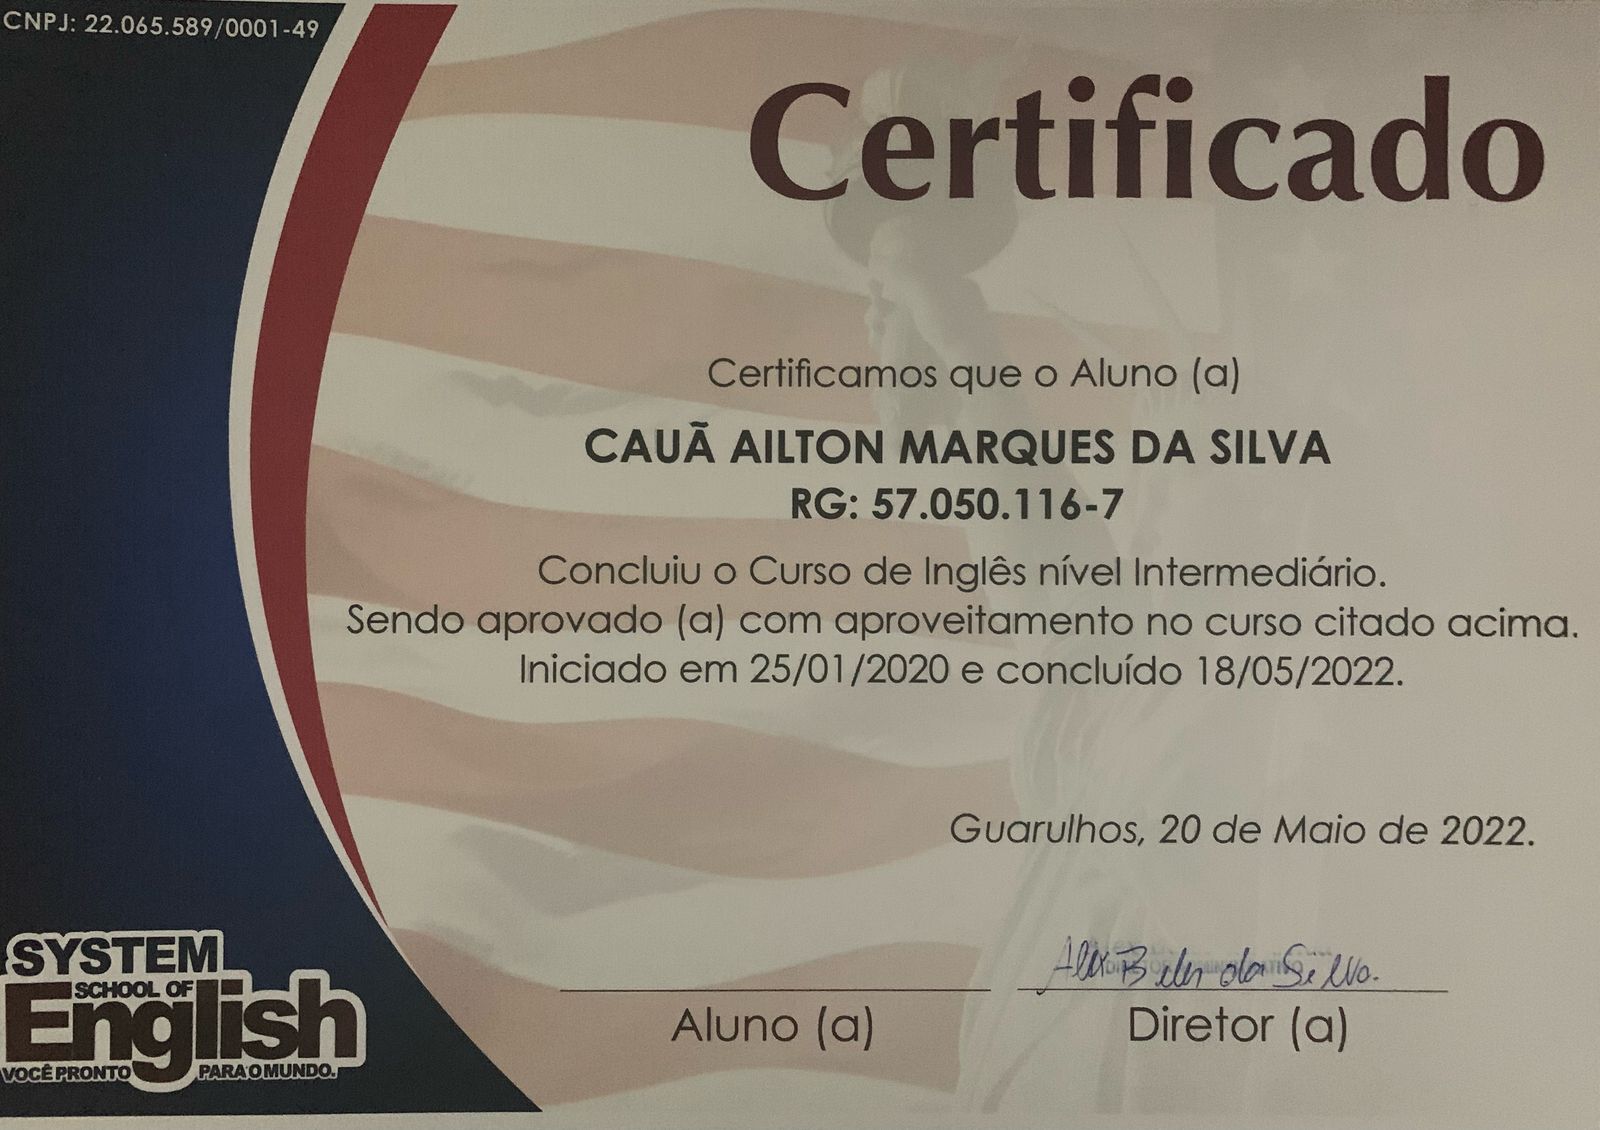 CNPJ: 22.065.589/0001-49
Certificado
Certificamos que o Aluno (a)
CAUÃ AILTON MARQUES DA SILVA
RG: 57.050.116-7
Concluiu o Curso de Inglês nível Intermediário.
Sendo aprovado (a) com aproveitamento no curso citado acima.
Iniciado em 25/01/2020 e concluído 18/05/2022.
Guarulhos, 20 de Maio de 2022.
Alex da Silva.
Aluno (a)
Diretor (a)
SYSTEM
SCHOOL OF
English
VOCÊ PRONTO PARA O MUNDO.